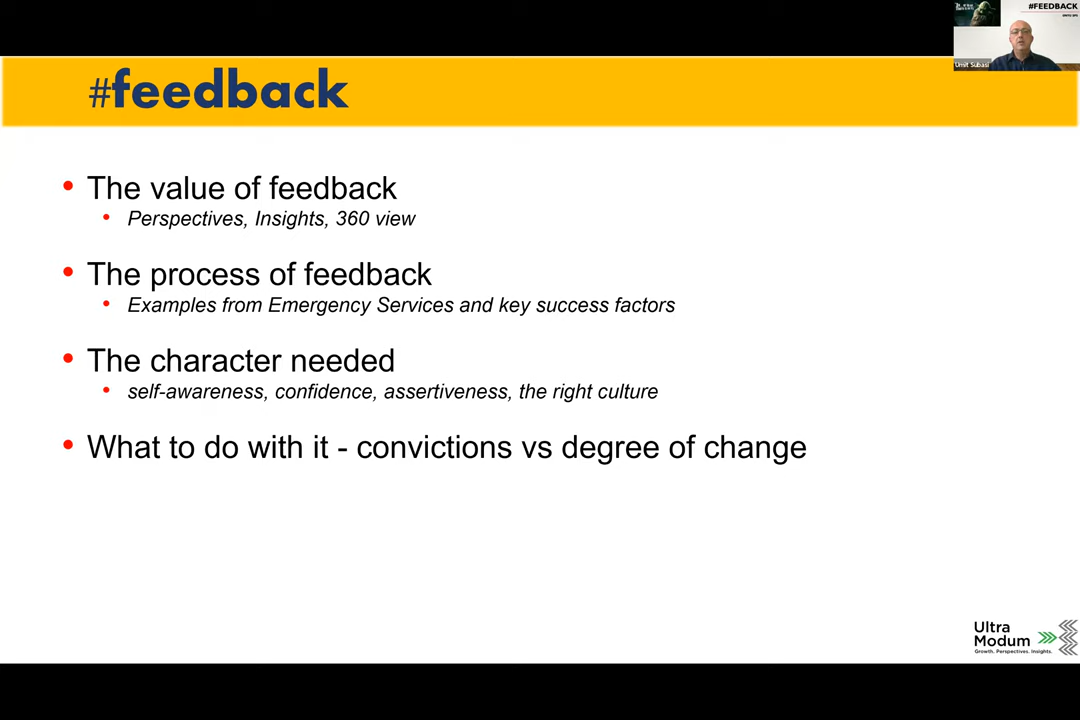 #FEEDBACK
Umit Subasi
#feedback
• The value of feedback
• Perspectives, Insights, 360 view
• The process of feedback
• Examples from Emergency Services and key success factors
• The character needed
• self-awareness, confidence, assertiveness, the right culture
• What to do with it - convictions vs degree of change
Ultra
Modum
Growth. Perspectives. Insights.